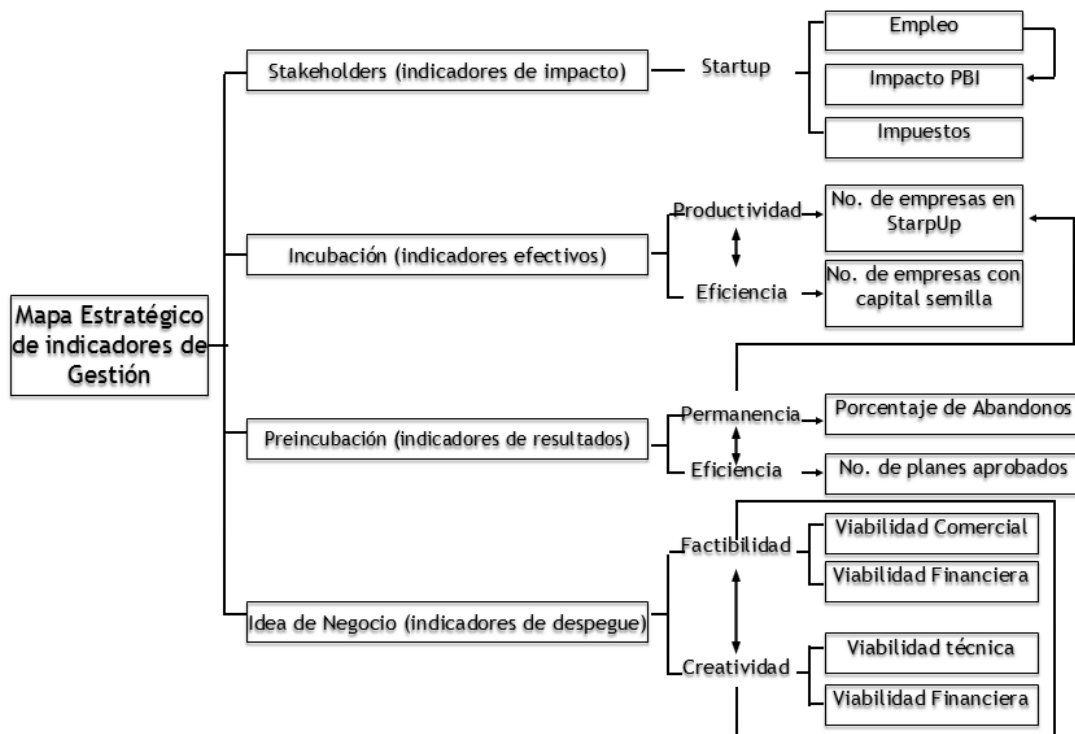 Empleo
Stakeholders (indicadores de impacto)
Startup
Impacto PBI
Impuestos
Productividad
No. de empresas en
StarpUp
Incubación (indicadores efectivos)
Eficiencia
No. de empresas con
capital semilla
Mapa Estratégico
de indicadores de
Gestión
Permanencia
Porcentaje de Abandonos
Preincubación (indicadores de resultados)
Eficiencia
No. de planes aprobados
Factibilidad
Viabilidad Comercial
Viabilidad Financiera
Idea de Negocio (indicadores de despegue)
Creatividad
Viabilidad técnica
Viabilidad Financiera